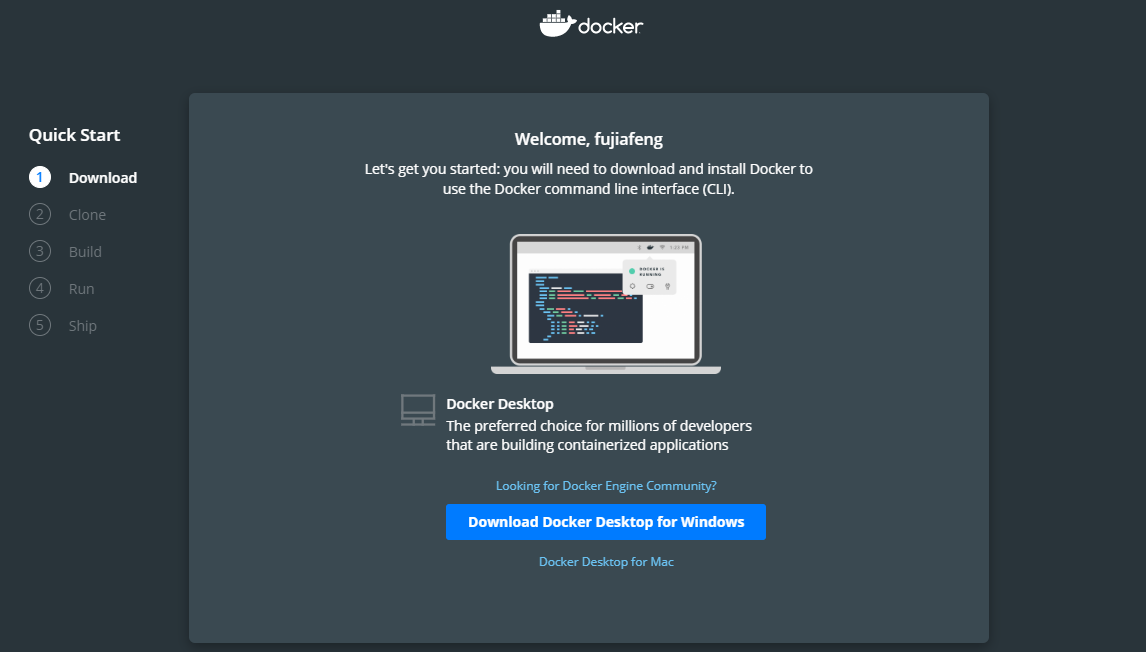 docker
Quick Start
1 Download
2 Clone
3 Build
4 Run
5 Ship
Welcome, fujiafeng
Let's get you started: you will need to download and install Docker to
use the Docker command line interface (CLI).
1:25 PM
DOCKER IS
RUNNING
Docker Desktop
The preferred choice for millions of developers
that are building containerized applications
Looking for Docker Engine Community?
Download Docker Desktop for Windows
Docker Desktop for Mac